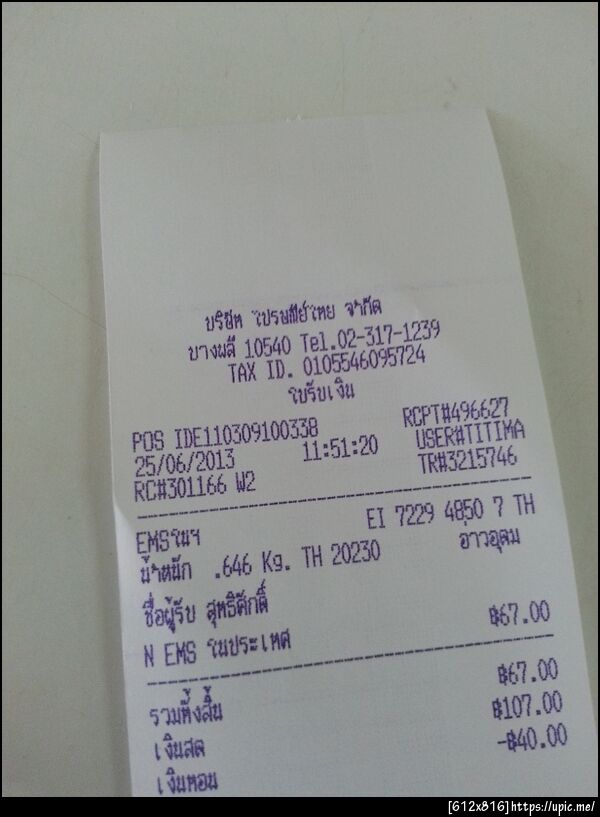 บริษัท ไปรษณีย์ไทย จำกัด
บางพลี 10540 Tel.02-317-1239
TAX ID. 0105546095724
ใบรับเงิน
POS IDE110309100338 RCPT#496627
25/06/2013 11:51:20 USER#TITIMA
RC#301166 W2 TR#3215746
EMSในฯ EI 7229 4850 7 TH
น้ำหนัก .646 Kg. TH 20230 อ่าวอุดม
ชื่อผู้รับ สุทธิศักดิ์
N EMS ในประเทศ ฿67.00
รวมทั้งสิ้น ฿67.00
เงินสด ฿107.00
เงินทอน -฿40.00
[612x816]https://upic.me/